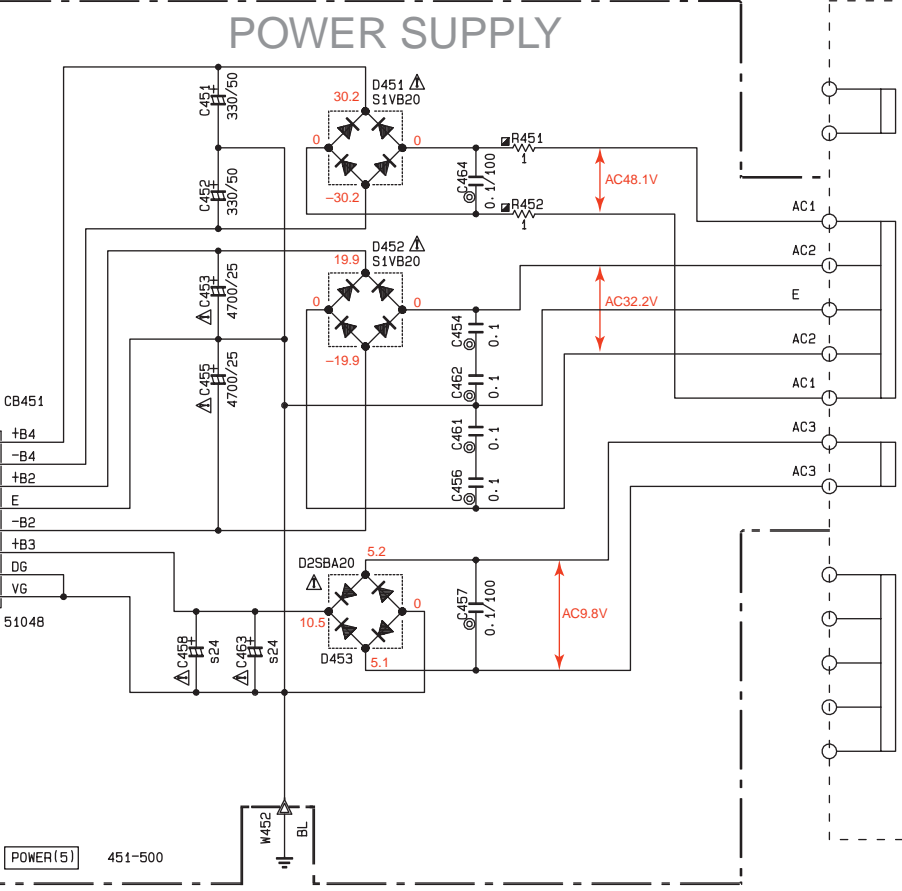 POWER SUPPLY
D451
S1VB20
C451
330/50
30.2
0
0
R451
1
C464
0.1/100
AC48.1V
C452
330/50
-30.2
R452
1
AC1
D452
S1VB20
19.9
AC2
C453
4700/25
0
0
AC32.2V
E
C454
0.1
-19.9
AC2
C455
4700/25
C462
0.1
AC1
CB451
C461
0.1
AC3
+B4
-B4
+B2
C456
0.1
AC3
E
-B2
+B3
5.2
D2SBA20
DG
VG
C457
0.1/100
0
AC9.8V
51048
10.5
C458
s24
C463
s24
D453
5.1
W452
BL
POWER(5)
451-500